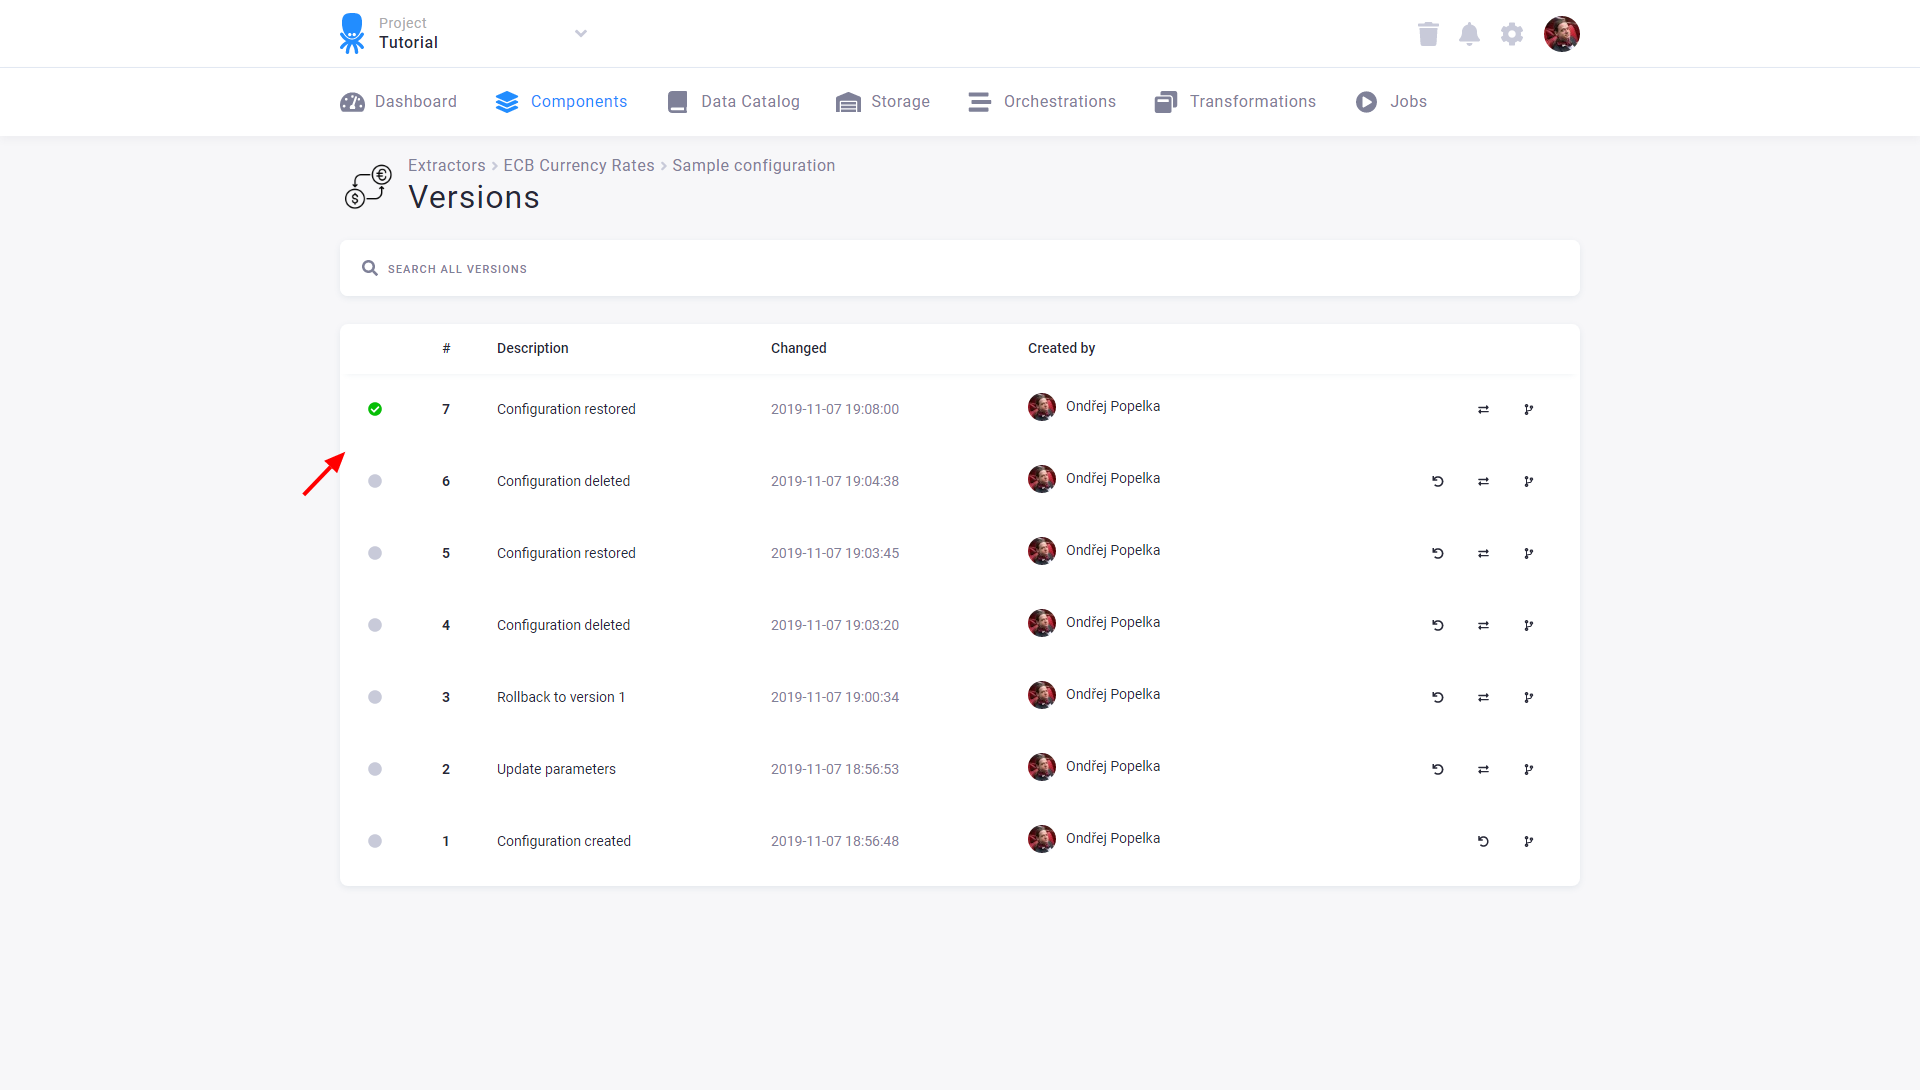 Project
Tutorial
Dashboard Components Data Catalog Storage Orchestrations Transformations Jobs
Extractors › ECB Currency Rates › Sample configuration
Versions
SEARCH ALL VERSIONS
# Description Changed Created by
7 Configuration restored 2019-11-07 19:08:00 Ondřej Popelka
6 Configuration deleted 2019-11-07 19:04:38 Ondřej Popelka
5 Configuration restored 2019-11-07 19:03:45 Ondřej Popelka
4 Configuration deleted 2019-11-07 19:03:20 Ondřej Popelka
3 Rollback to version 1 2019-11-07 19:00:34 Ondřej Popelka
2 Update parameters 2019-11-07 18:56:53 Ondřej Popelka
1 Configuration created 2019-11-07 18:56:48 Ondřej Popelka